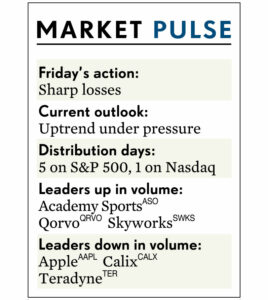 MARKET PULSE
Friday's action:
Sharp losses
Current outlook:
Uptrend under pressure
Distribution days:
5 on S&P 500, 1 on Nasdaq
Leaders up in volume:
Academy Sports ASO
Qorvo QRVO Skyworks SWKS
Leaders down in volume:
Apple AAPL Calix CALX
Teradyne TER